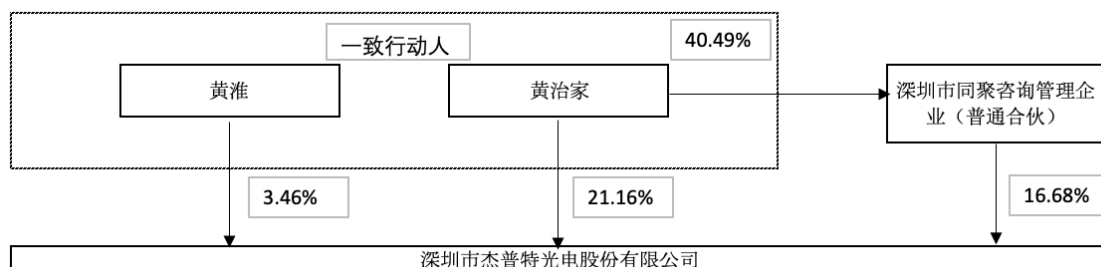 一致行动人
40.49%
黄淮
黄治家
深圳市同聚咨询管理企
业（普通合伙）
3.46%
21.16%
16.68%
深圳市杰普特光电股份有限公司